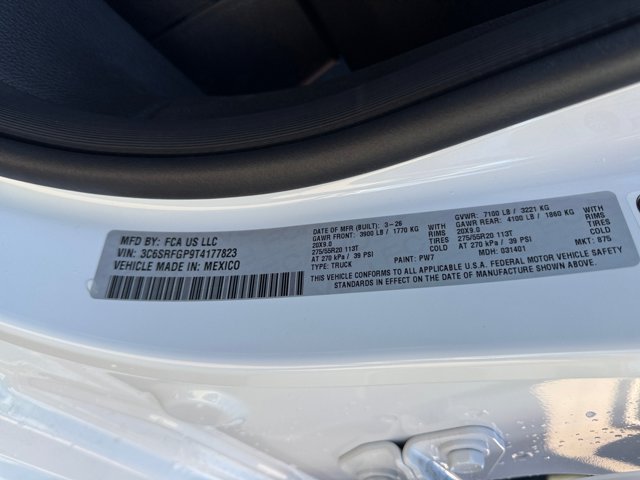 MFD BY: FCA US LLC
VIN: 3C6SRFGP9T4177823
VEHICLE MADE IN: MEXICO
DATE OF MFR (BUILT): 3-26
GAWR FRONT: 3900 LB / 1770 KG
20X9.0
275/55R20 113T
AT 270 kPa / 39 PSI
TYPE: TRUCK
RIMS
TIRES
COLD
PAINT: PW7
GVWR: 7100 LB / 3221 KG
GAWR REAR: 4100 LB / 1860 KG
20X9.0
275/55R20 113T
AT 270 kPa / 39 PSI
MDH: 031401
RIMS
TIRES
COLD
MKT: B75
THIS VEHICLE CONFORMS TO ALL APPLICABLE U.S.A. FEDERAL MOTOR VEHICLE SAFETY
STANDARDS IN EFFECT ON THE DATE OF MANUFACTURE SHOWN ABOVE.